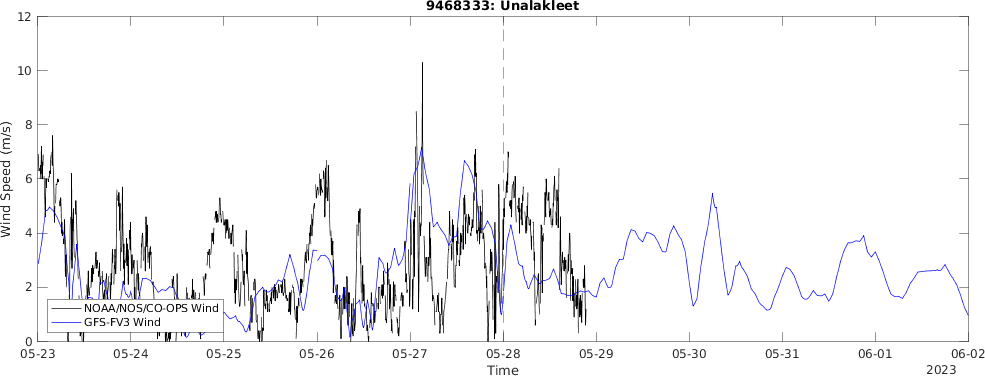 9468333: Unalakleet
Wind Speed (m/s)
12
10
8
6
4
2
0
NOAA/NOS/CO-OPS Wind
GFS-FV3 Wind
05-23 05-24 05-25 05-26 05-27 05-28 05-29 05-30 05-31 06-01 06-02
Time
2023